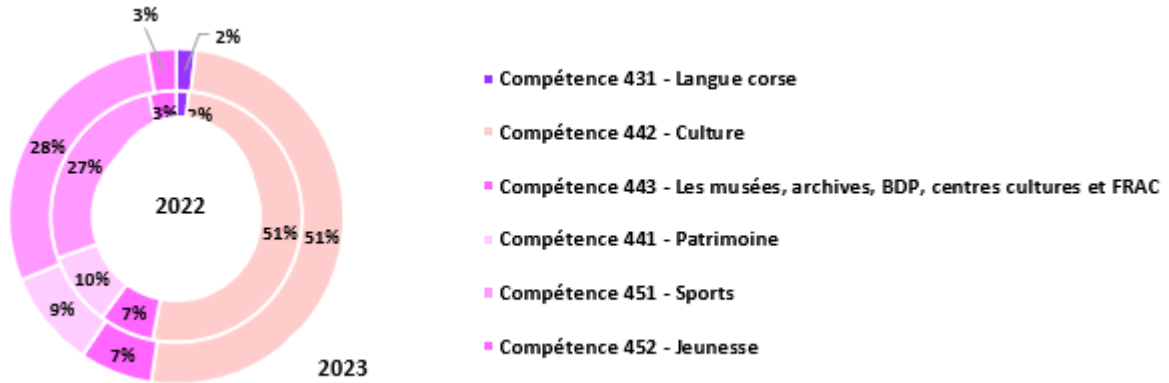 3%
2%
Compétence 431 - Langue corse
3%
2%
Compétence 442 - Culture
28%
27%
Compétence 443 - Les musées, archives, BDP, centres cultures et FRAC
2022
51%
51%
Compétence 441 - Patrimoine
10%
9%
7%
Compétence 451 - Sports
7%
Compétence 452 - Jeunesse
2023